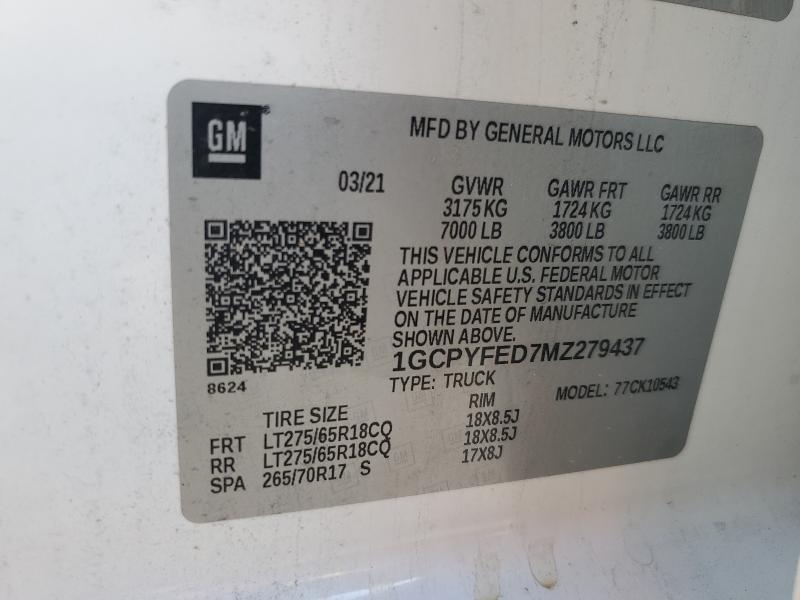 GM
MFD BY GENERAL MOTORS LLC
03/21
GVWR GAWR FRT GAWR RR
3175 KG 1724 KG 1724 KG
7000 LB 3800 LB 3800 LB
THIS VEHICLE CONFORMS TO ALL
APPLICABLE U.S. FEDERAL MOTOR
VEHICLE SAFETY STANDARDS IN EFFECT
ON THE DATE OF MANUFACTURE
SHOWN ABOVE.
1GCPYFED7MZ279437
8624
TYPE: TRUCK MODEL: 77CK10543
TIRE SIZE RIM
FRT LT275/65R18CQ 18X8.5J
RR LT275/65R18CQ 18X8.5J
SPA 265/70R17 S 17X8J